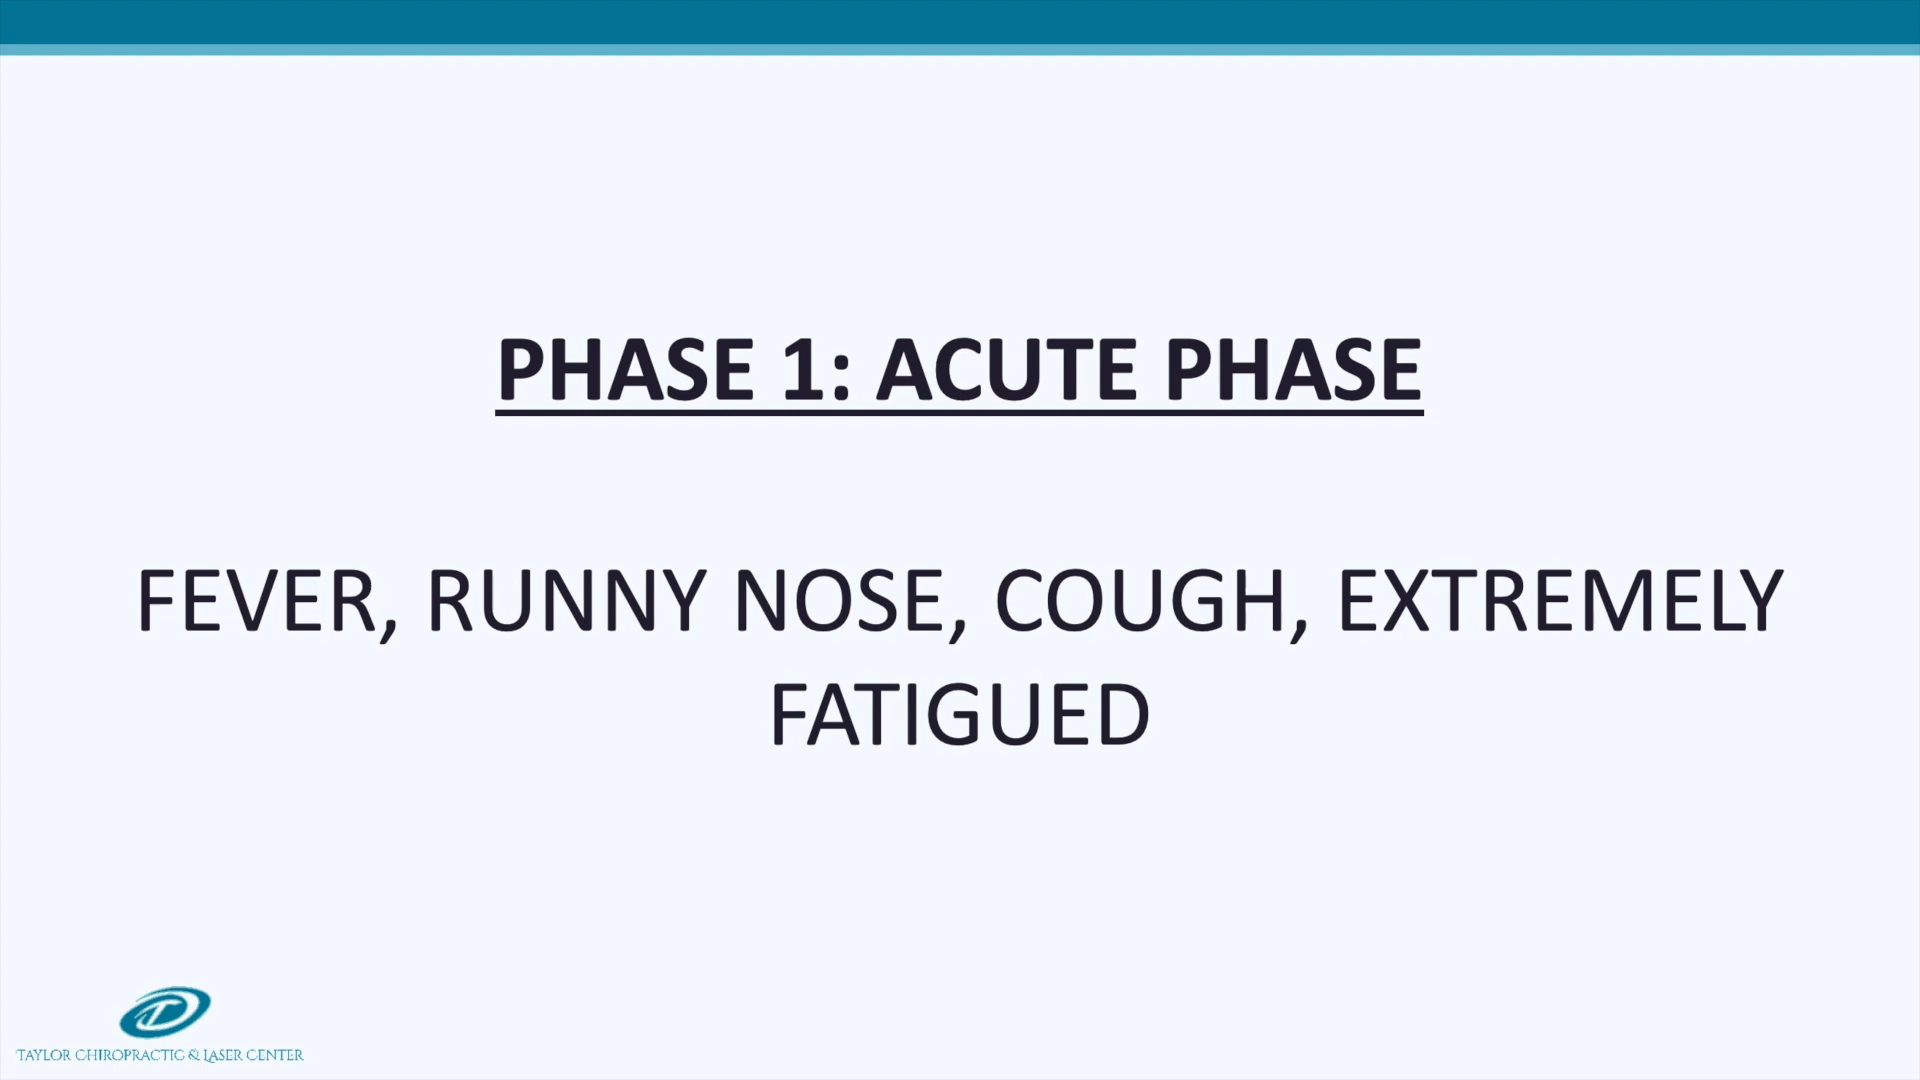 PHASE 1: ACUTE PHASE
FEVER, RUNNY NOSE, COUGH, EXTREMELY
FATIGUED
TAYLOR CHIROPRACTIC & LASER CENTER